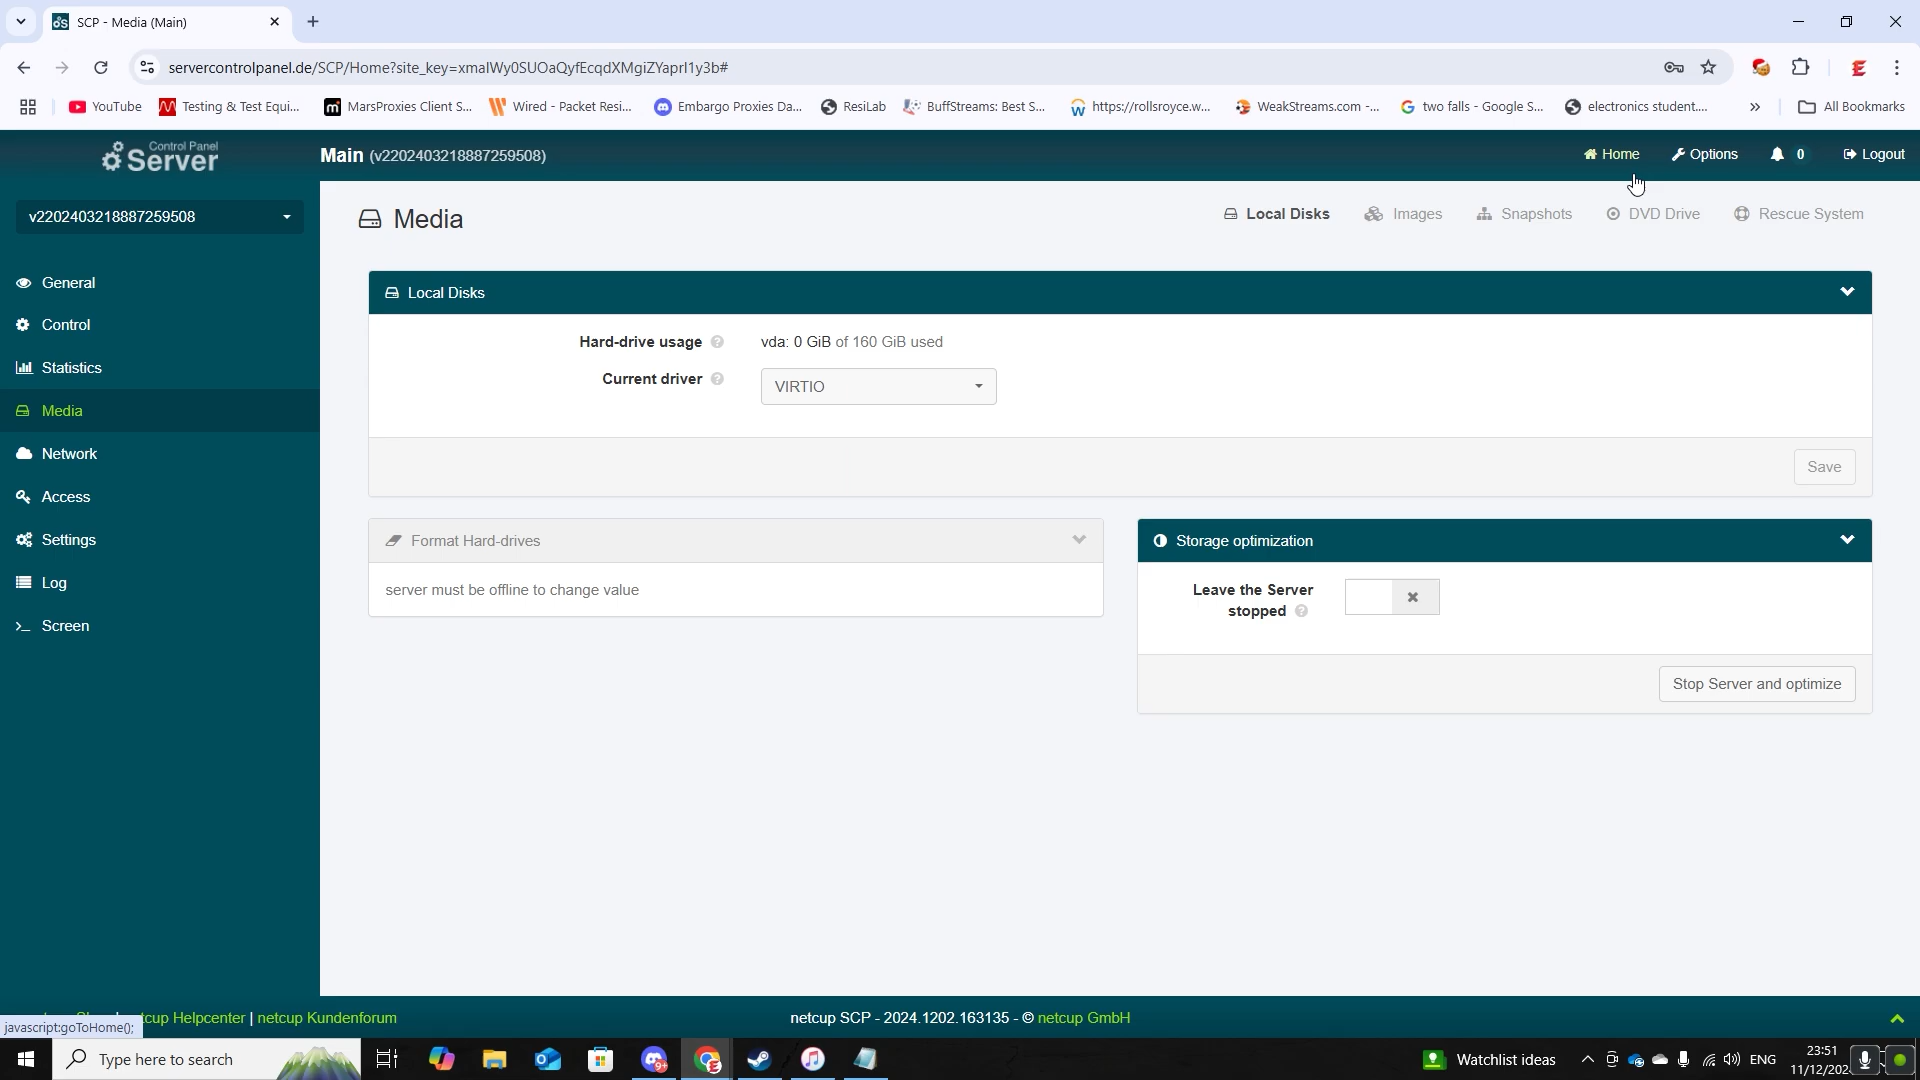 SCP - Media (Main)
servercontrolpanel.de/SCP/Home?site_key=xmalWy0SUOaQyfEcqdXMgiZYaprl1y3b#
YouTube
Testing & Test Equi...
MarsProxies Client S...
Wired - Packet Resi...
Embargo Proxies Da...
ResiLab
BuffStreams: Best S...
https://rollsroyce.w...
WeakStreams.com -...
two falls - Google S...
electronics student....
»
All Bookmarks
Control Panel
Server
Main (v2202403218887259508)
Home
Options
0
Logout
v2202403218887259508
General
Control
Statistics
Media
Network
Access
Settings
Log
Screen
Media
Local Disks
Images
Snapshots
DVD Drive
Rescue System
Local Disks
Hard-drive usage
vda: 0 GiB of 160 GiB used
Current driver
VIRTIO
Save
Format Hard-drives
server must be offline to change value
Storage optimization
Leave the Server
stopped
Stop Server and optimize
tcup Helpcenter | netcup Kundenforum
javascript:goToHome();
netcup SCP - 2024.1202.163135 - © netcup GmbH
Type here to search
9+
Watchlist ideas
ENG
23:51
11/12/202